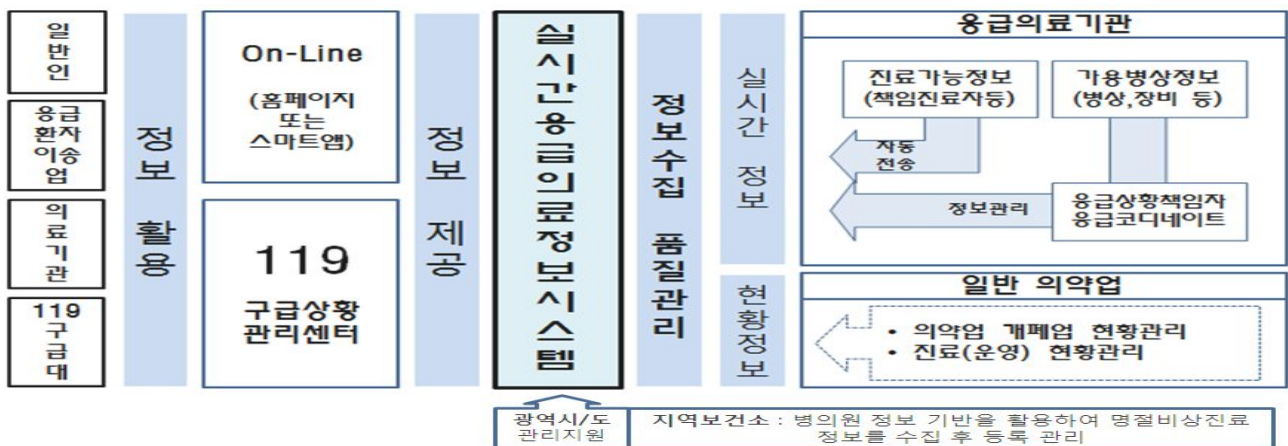 일
반
인
응급
환자
이송
업
의
료
기
관
119
구
급
대
정
보
활
용
On-Line
(홈페이지
또는
스마트앱)
119
구급상황
관리센터
정
보
제
공
실
시
간
응
급
의
료
정
보
시
스
템
정
보
수
집
품
질
관
리
실
시
간
정
보
현
황
정
보
응급의료기관
진료가능정보
(책임진료자등)
가용병상정보
(병상,장비 등)
자동
전송
정보관리
응급상황책임자
응급코디네이트
일반 의약업
• 의약업 개폐업 현황관리
• 진료(운영) 현황관리
광역시/도
관리지원
지역보건소 : 병의원 정보 기반을 활용하여 명절비상진료
정보를 수집 후 등록 관리